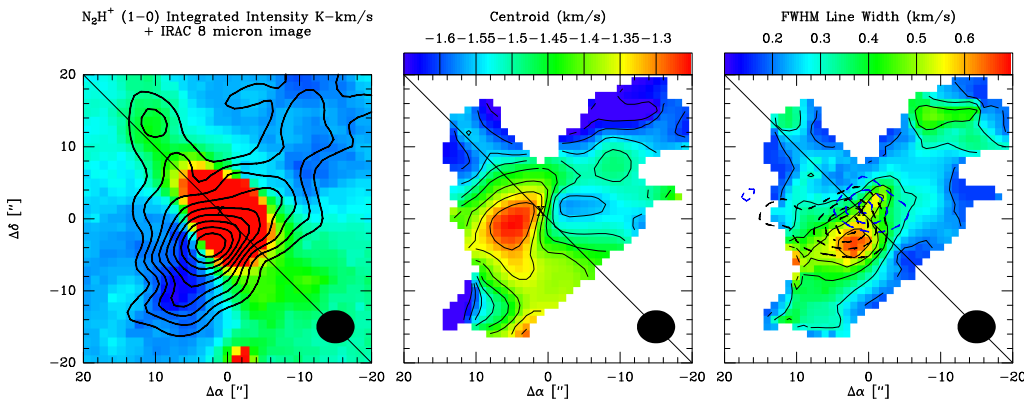 N₂H⁺ (1−0) Integrated Intensity K−km/s
+ IRAC 8 micron image
Centroid (km/s)
FWHM Line Width (km/s)
−1.6−1.55−1.5−1.45−1.4−1.35−1.3
0.2 0.3 0.4 0.5 0.6
20
10
0
−10
−20
Δδ ["]
20 10 0 −10 −20
20 10 0 −10 −20
20 10 0 −10 −20
Δα ["]
Δα ["]
Δα ["]